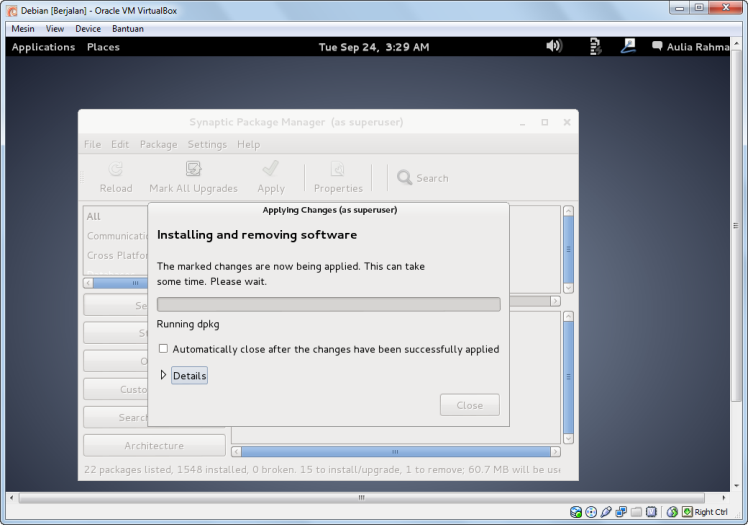 Debian [Berjalan] - Oracle VM VirtualBox
Mesin View Device Bantuan
Applications Places Tue Sep 24, 3:29 AM Aulia Rahma
Synaptic Package Manager (as superuser)
File Edit Package Settings Help
Reload Mark All Upgrades Apply Properties Search
Applying Changes (as superuser)
All
Installing and removing software
Communicatio
Cross Platfo
The marked changes are now being applied. This can take
some time. Please wait.
Se
Running dpkg
St
Automatically close after the changes have been successfully applied
O
Details
Custo
Close
Search
Architecture
22 packages listed, 1548 installed, 0 broken. 15 to install/upgrade, 1 to remove; 60.7 MB will be use
Right Ctrl